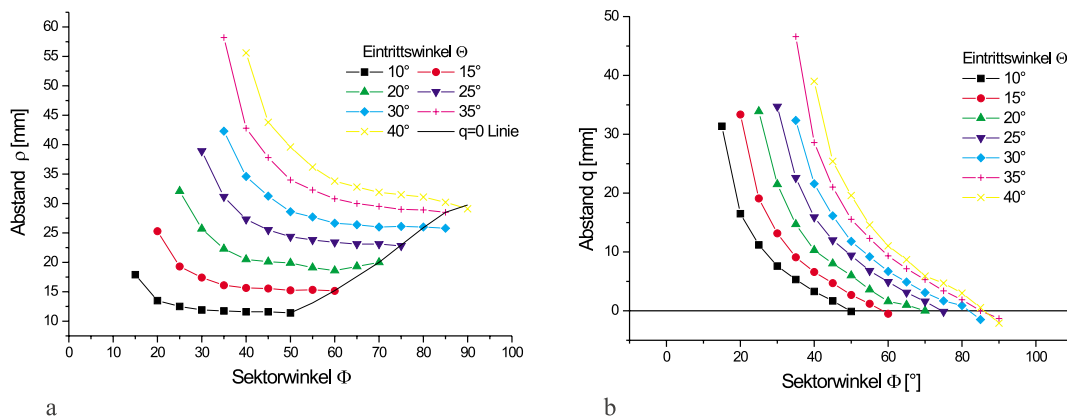 60
55
50
45
40
35
30
25
20
15
10
Abstand ρ [mm]
0 10 20 30 40 50 60 70 80 90 100
Sektorwinkel Φ
Eintrittswinkel Θ
10° 15°
20° 25°
30° 35°
40° q=0 Linie
a
50
40
30
20
10
0
Abstand q [mm]
0 20 40 60 80 100
Sektorwinkel Φ [°]
Eintrittswinkel Θ
10°
15°
20°
25°
30°
35°
40°
b